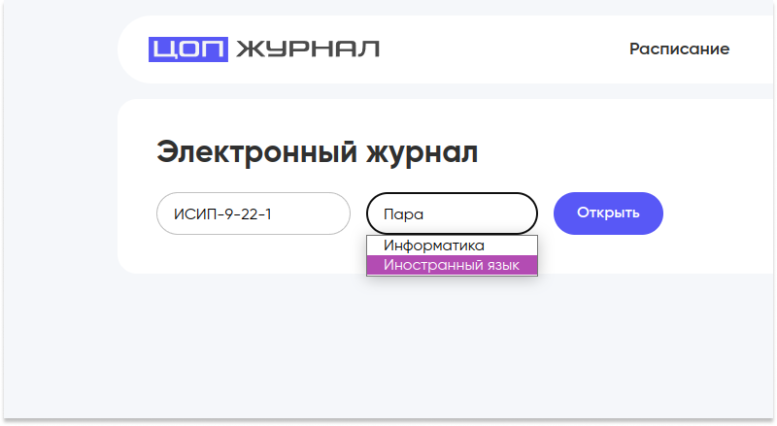 ЦОП ЖУРНАЛ
Расписание
Электронный журнал
ИСИП-9-22-1
Пара
Открыть
Информатика
Иностранный язык